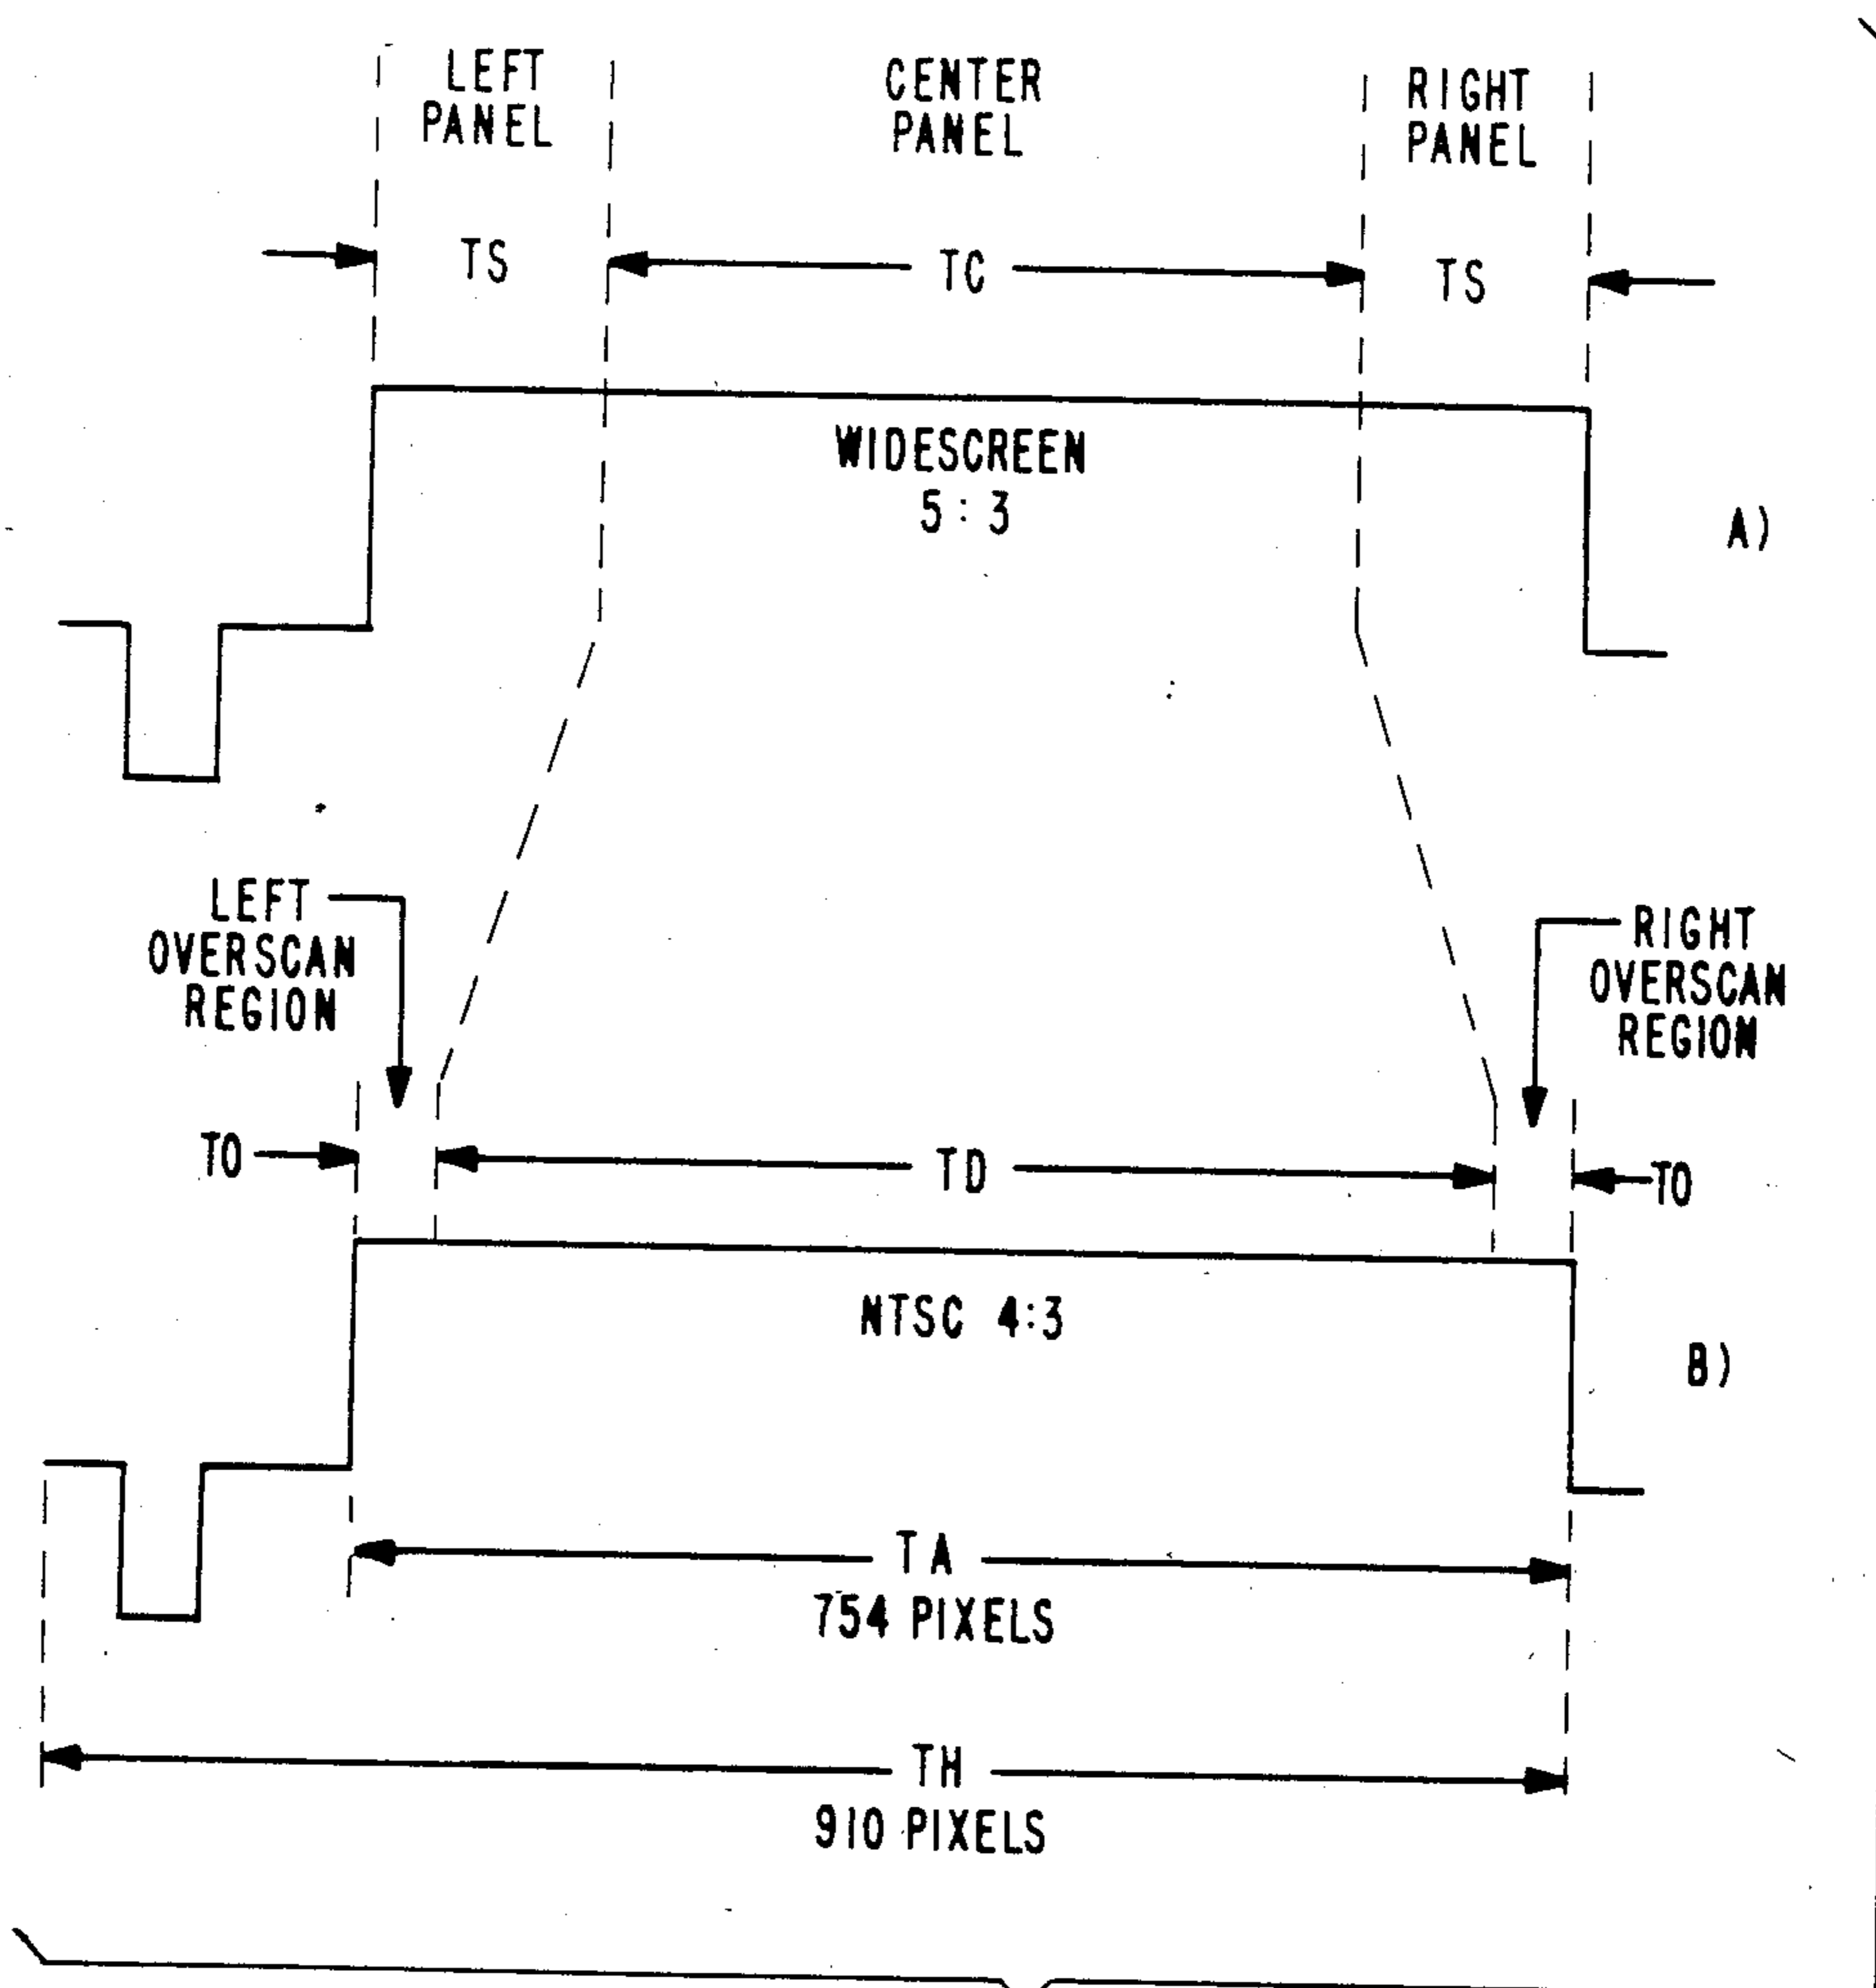 LEFT
PANEL
CENTER
PANEL
RIGHT
PANEL
TS
TC
TS
WIDESCREEN
5:3
A)
LEFT
OVERSCAN
REGION
RIGHT
OVERSCAN
REGION
TO
TD
TO
NTSC 4:3
B)
TA
754 PIXELS
TH
910 PIXELS